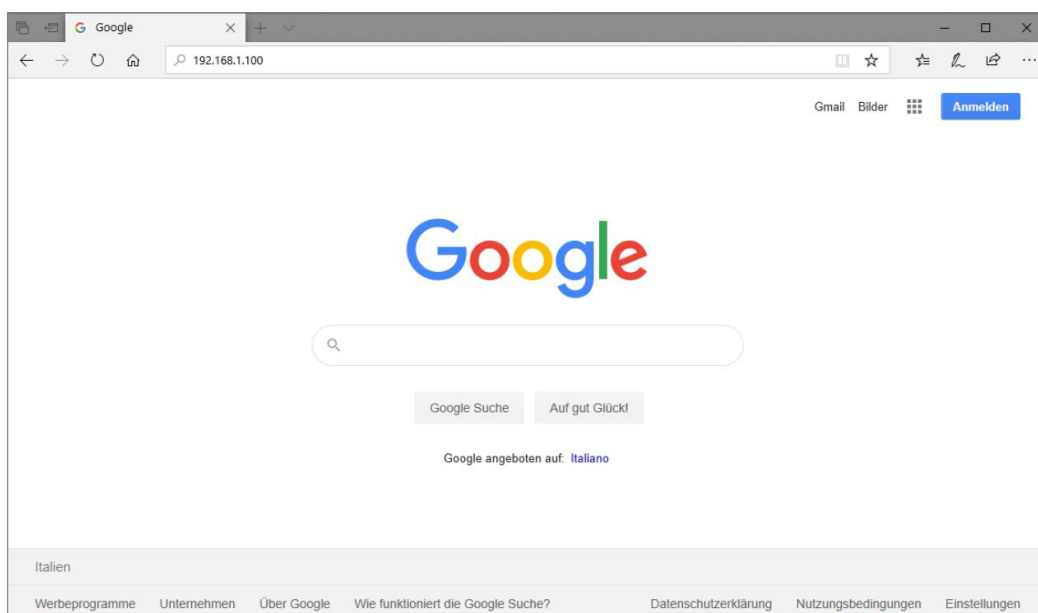 Google
192.168.1.100
Gmail Bilder Anmelden
Google
Google Suche Auf gut Glück!
Google angeboten auf: Italiano
Italien
Werbeprogramme Unternehmen Über Google Wie funktioniert die Google Suche? Datenschutzerklärung Nutzungsbedingungen Einstellungen